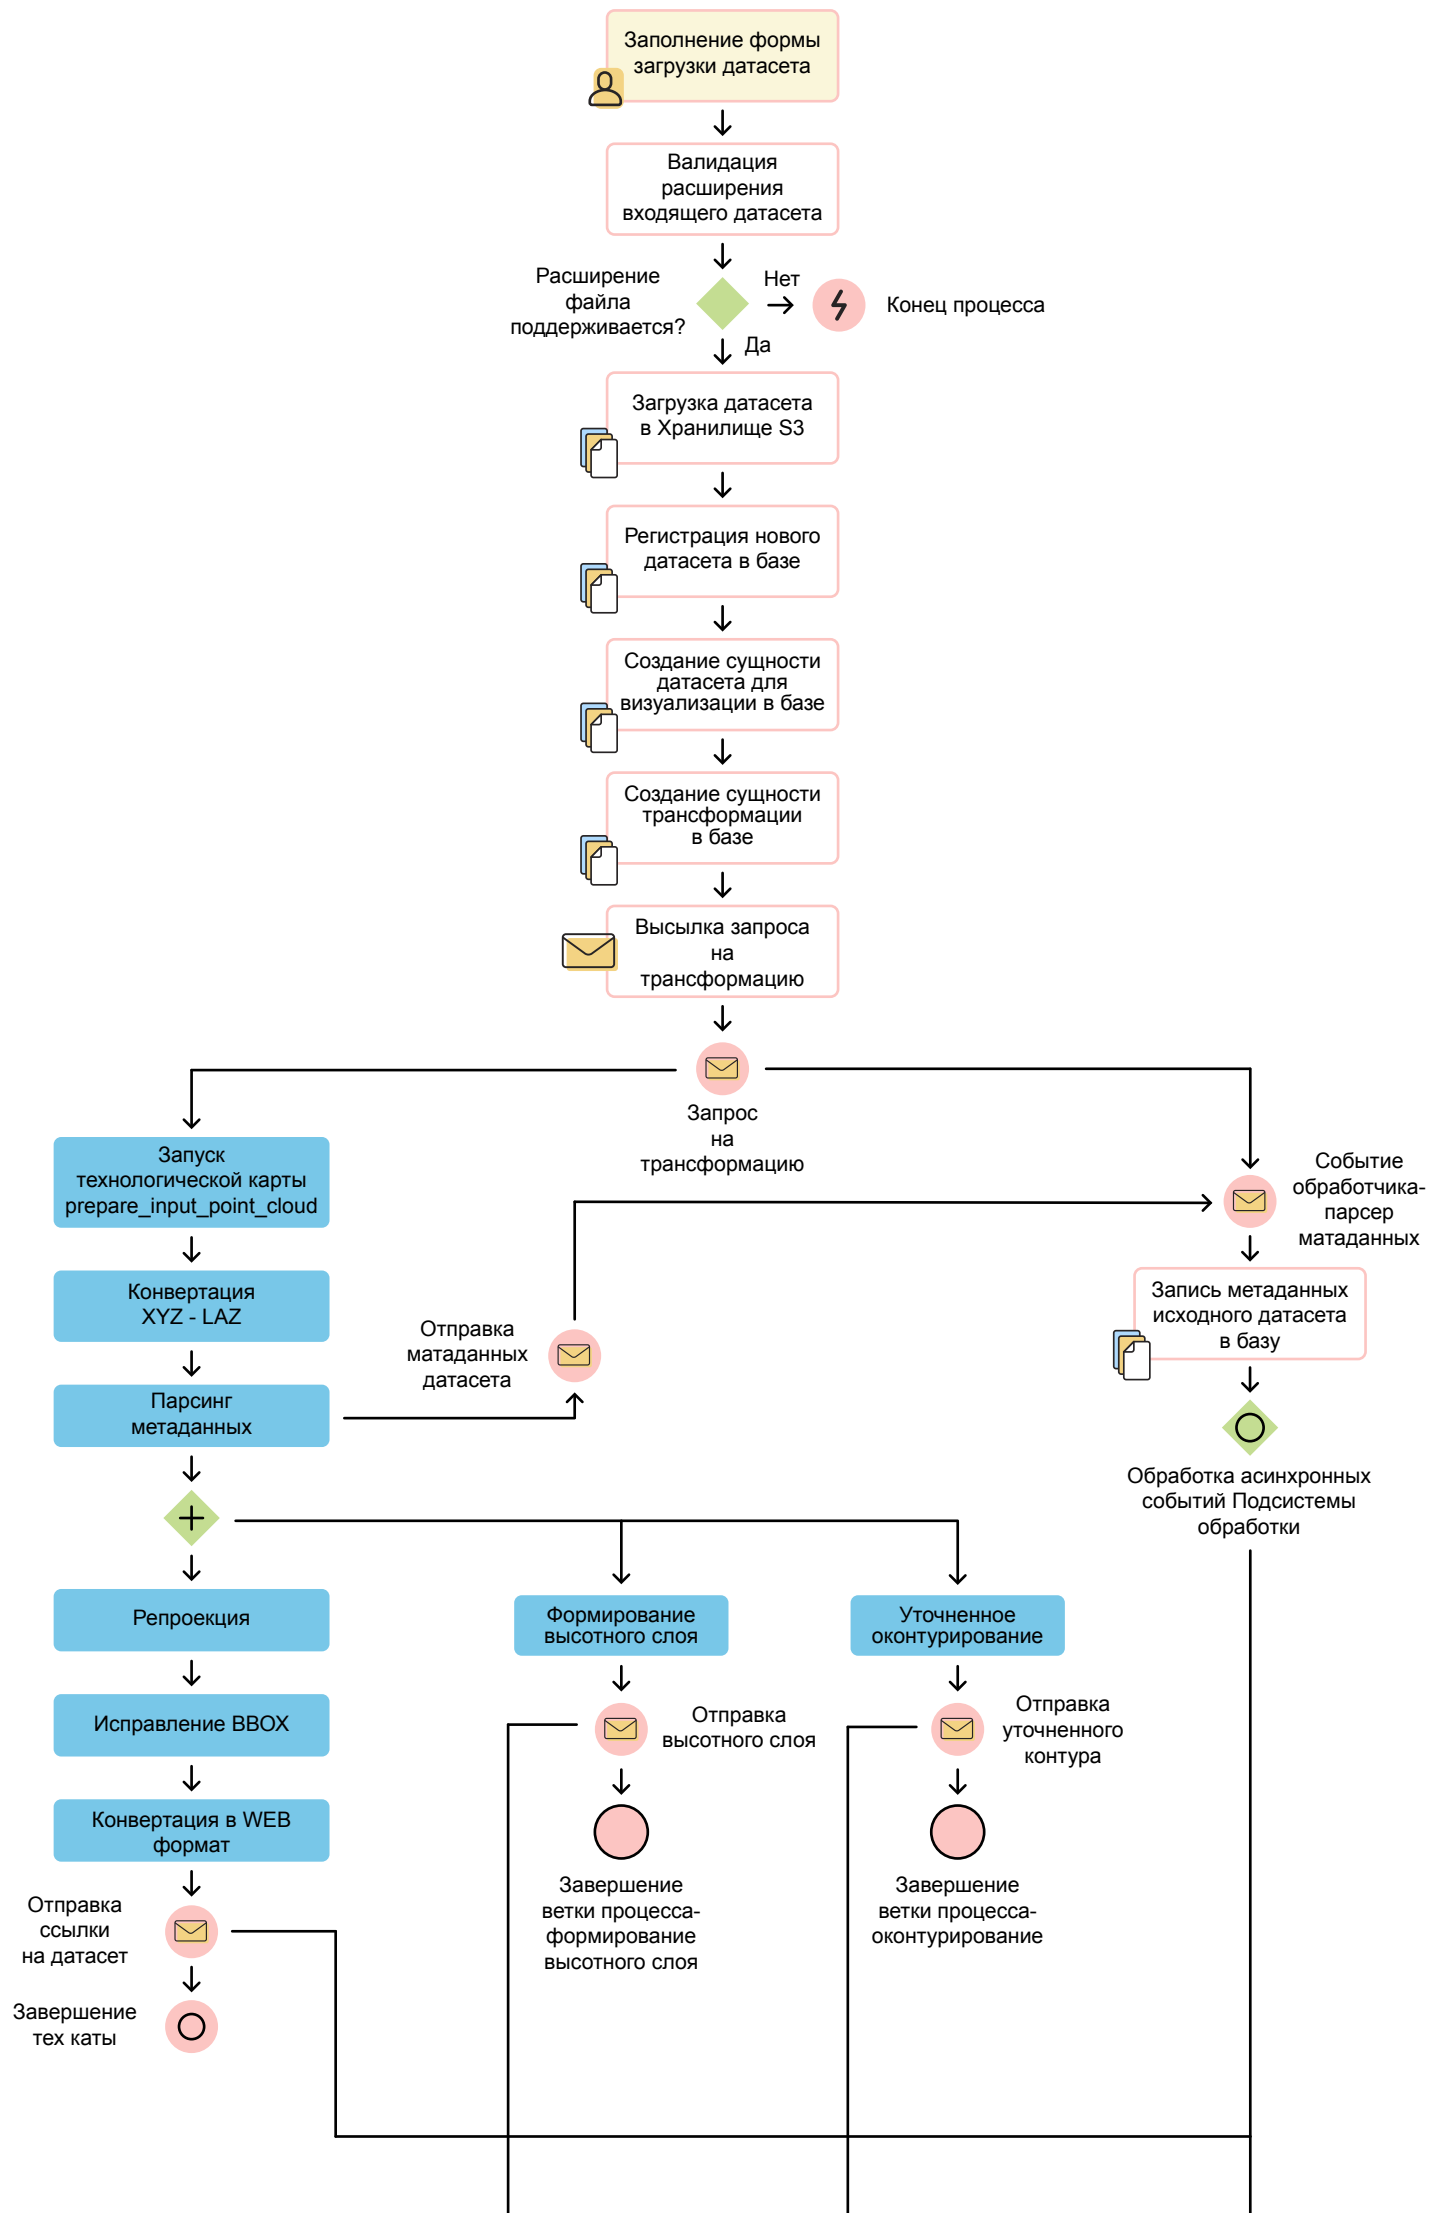 Заполнение формы
загрузки датасета
Валидация
расширения
входящего датасета
Расширение
файла
поддерживается?
Нет
Конец процесса
Да
Загрузка датасета
в Хранилище S3
Регистрация нового
датасета в базе
Создание сущности
датасета для
визуализации в базе
Создание сущности
трансформации
в базе
Высылка запроса
на
трансформацию
Запрос
на
трансформацию
Запуск
технологической карты
prepare_input_point_cloud
Событие
обработчика-
парсер
матаданных
Конвертация
XYZ - LAZ
Запись метаданных
исходного датасета
в базу
Отправка
матаданных
датасета
Парсинг
метаданных
Обработка асинхронных
событий Подсистемы
обработки
Репроекция
Формирование
высотного слоя
Уточненное
оконтурирование
Исправление BBOX
Отправка
высотного слоя
Отправка
уточненного
контура
Конвертация в WEB
формат
Завершение
ветки процесса-
формирование
высотного слоя
Завершение
ветки процесса-
оконтурирование
Отправка
ссылки
на датасет
Завершение
тех каты